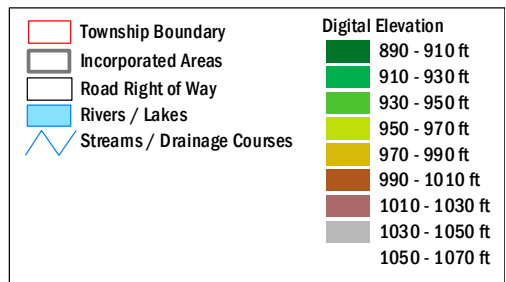 Township Boundary
Incorporated Areas
Road Right of Way
Rivers / Lakes
Streams / Drainage Courses
Digital Elevation
890 - 910 ft
910 - 930 ft
930 - 950 ft
950 - 970 ft
970 - 990 ft
990 - 1010 ft
1010 - 1030 ft
1030 - 1050 ft
1050 - 1070 ft